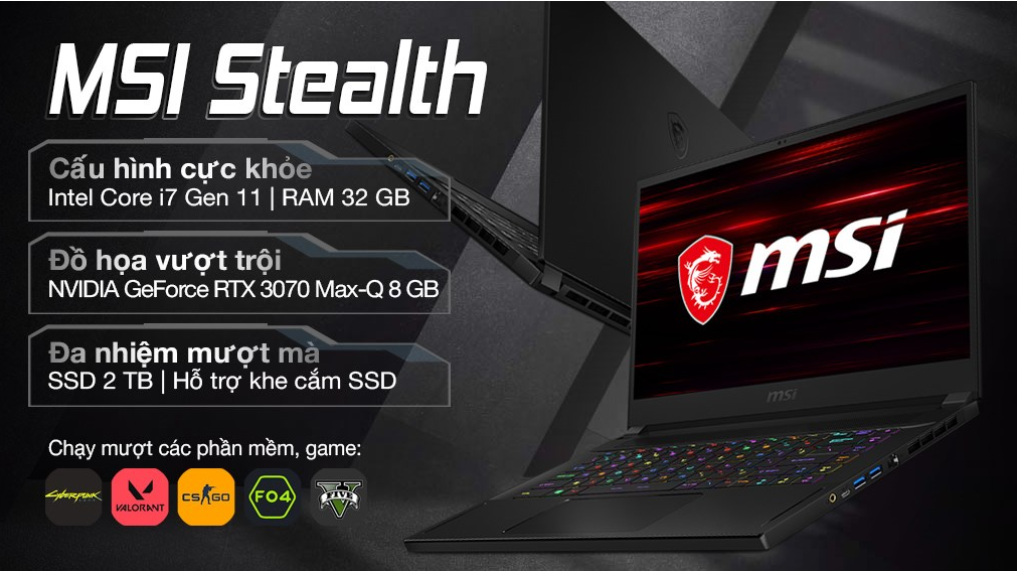 MSI Stealth
Cấu hình cực khỏe
Intel Core i7 Gen 11 | RAM 32 GB
Đồ họa vượt trội
NVIDIA GeForce RTX 3070 Max-Q 8 GB
Đa nhiệm mượt mà
SSD 2 TB | Hỗ trợ khe cắm SSD
Chạy mượt các phần mềm, game:
Cyberpunk
VALORANT
CS GO
FO4
V FIVE
msi
msi